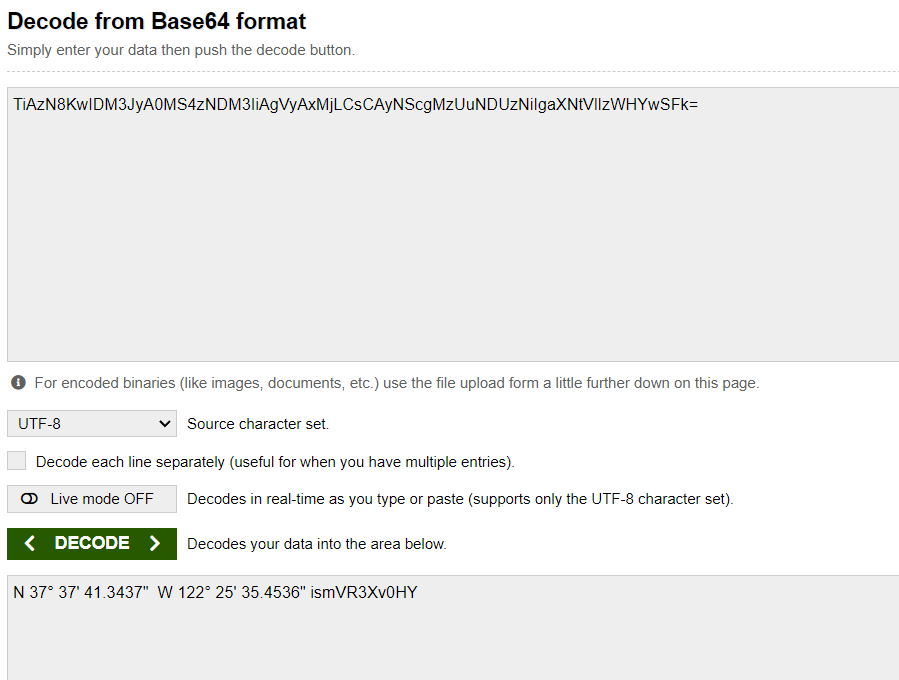 Decode from Base64 format
Simply enter your data then push the decode button.
TiAzN8KwIDM3JyA0MS4zNDM3IiAgVyAxMjLCsCAyNScgMzUuNDUzNiIgaXNtVlIzWHYwSFk=
For encoded binaries (like images, documents, etc.) use the file upload form a little further down on this page.
UTF-8 Source character set.
Decode each line separately (useful for when you have multiple entries).
Live mode OFF Decodes in real-time as you type or paste (supports only the UTF-8 character set).
DECODE Decodes your data into the area below.
N 37° 37' 41.3437"  W 122° 25' 35.4536" ismVR3Xv0HY